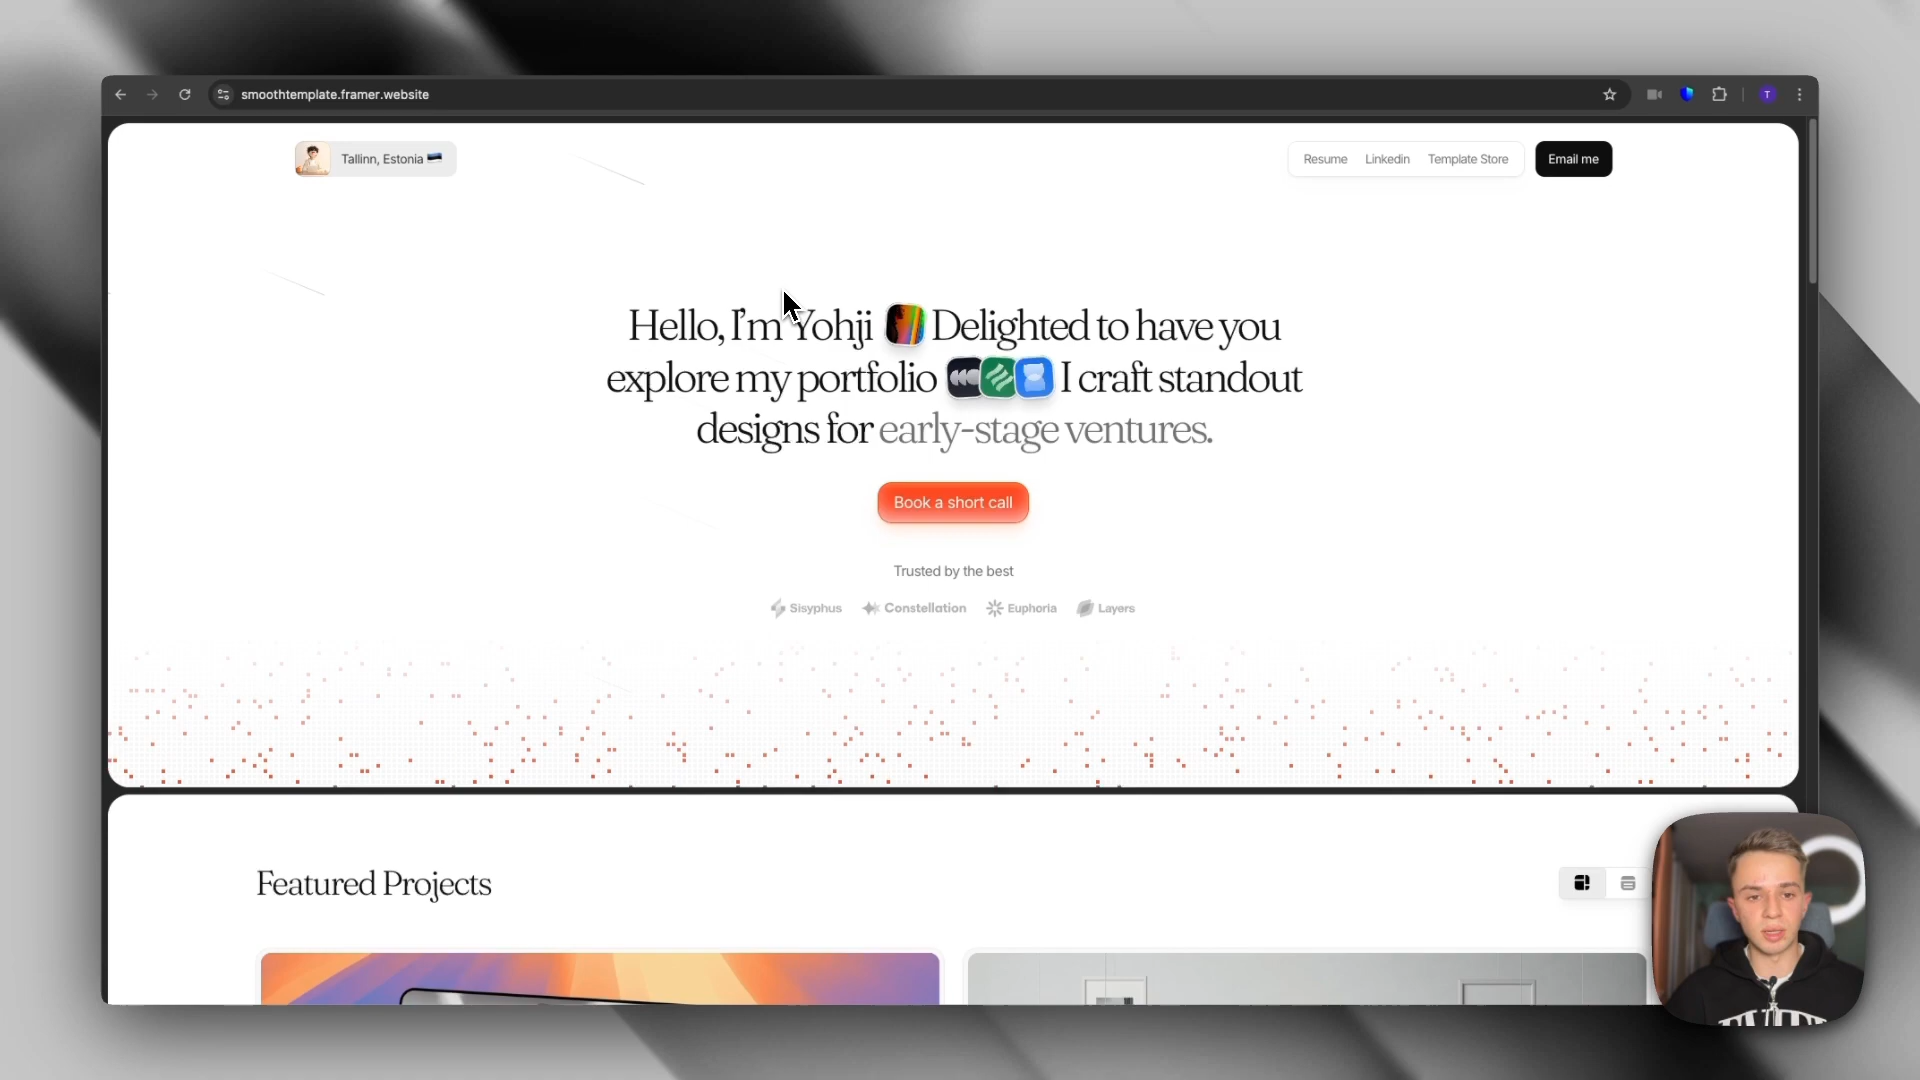 smoothtemplate.framer.website
T
Tallinn, Estonia
Resume Linkedin Template Store Email me
Hello, I'm Yohji Delighted to have you
explore my portfolio I craft standout
designs for early-stage ventures.
Book a short call
Trusted by the best
Sisyphus Constellation Euphoria Layers
Featured Projects